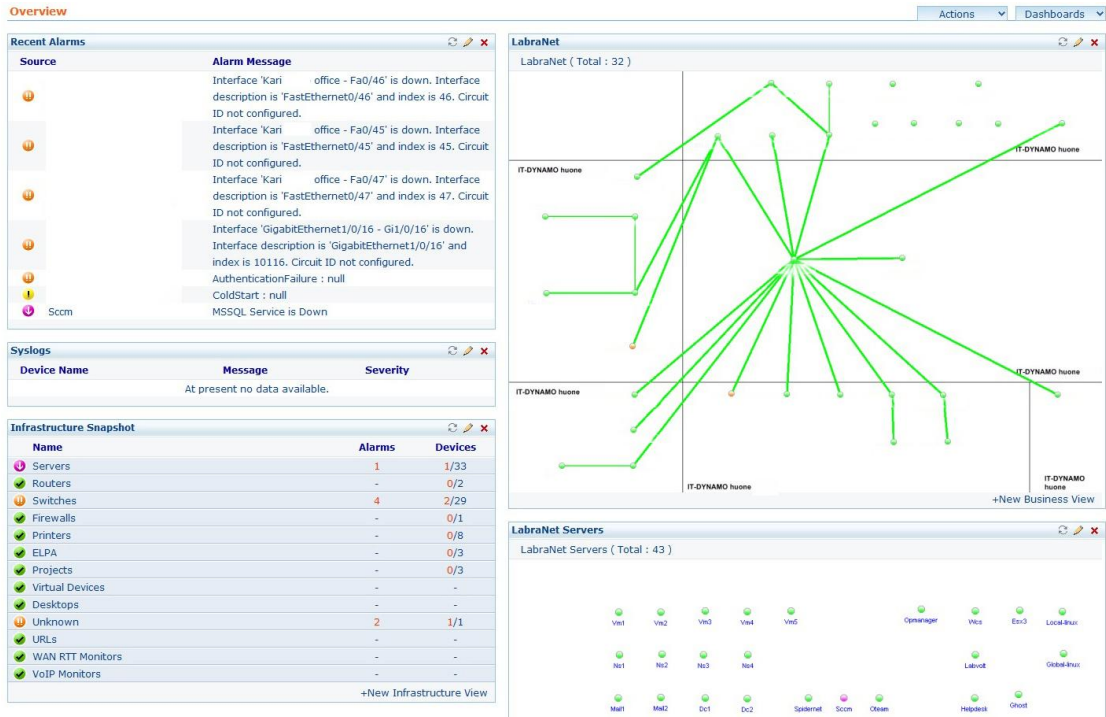 Overview
Actions
Dashboards
Recent Alarms
Source Alarm Message
Interface 'Kari office - Fa0/46' is down. Interface
description is 'FastEthernet0/46' and index is 46. Circuit
ID not configured.
Interface 'Kari office - Fa0/45' is down. Interface
description is 'FastEthernet0/45' and index is 45. Circuit
ID not configured.
Interface 'Kari office - Fa0/47' is down. Interface
description is 'FastEthernet0/47' and index is 47. Circuit
ID not configured.
Interface 'GigabitEthernet1/0/16 - Gi1/0/16' is down.
Interface description is 'GigabitEthernet1/0/16' and
index is 10116. Circuit ID not configured.
AuthenticationFailure : null
ColdStart : null
Sccm MSSQL Service is Down
Syslogs
Device Name Message Severity
At present no data available.
Infrastructure Snapshot
Name Alarms Devices
Servers 1 1/33
Routers - 0/2
Switches 4 2/29
Firewalls - 0/1
Printers - 0/8
ELPA - 0/3
Projects - 0/3
Virtual Devices - -
Desktops - -
Unknown 2 1/1
URLs - -
WAN RTT Monitors - -
VoIP Monitors - -
+New Infrastructure View
LabraNet
LabraNet ( Total : 32 )
IT-DYNAMO huone
IT-DYNAMO huone
IT-DYNAMO huone
IT-DYNAMO huone
IT-DYNAMO huone
IT-DYNAMO
huone
+New Business View
LabraNet Servers
LabraNet Servers ( Total : 43 )
Vm1 Vm2 Vm3 Vm4 Vm5 Opmanager Wcs Esx3 Local-linux
Ns1 Ns2 Ns3 Ns4 Labvolt Global-linux
Mail1 Mail2 Dc1 Dc2 Spidernet Sccm Oteam Helpdesk Ghost